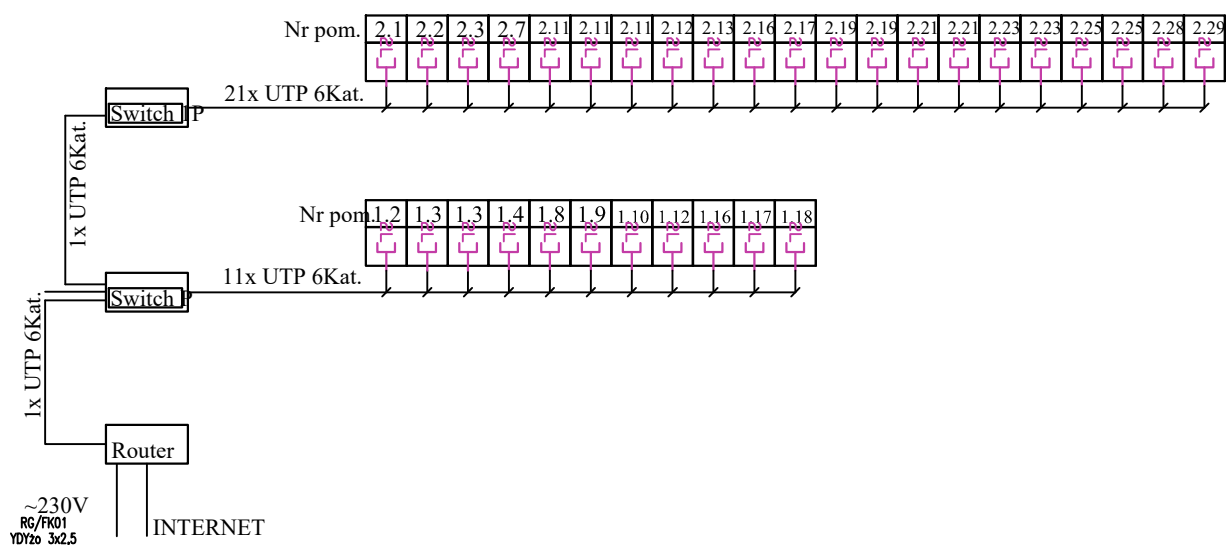 Nr pom. 2.1 2.2 2.3 2.7 2.11 2.11 2.11 2.12 2.13 2.16 2.17 2.19 2.19 2.21 2.21 2.23 2.23 2.25 2.25 2.28 2.29
21x UTP 6Kat.
Switch 1P
1x UTP 6Kat.
Nr pom. 1.2 1.3 1.3 1.4 1.8 1.9 1.10 1.12 1.16 1.17 1.18
11x UTP 6Kat.
Switch P
1x UTP 6Kat.
Router
~230V
RG/FK01
YDYżo 3x2,5
INTERNET